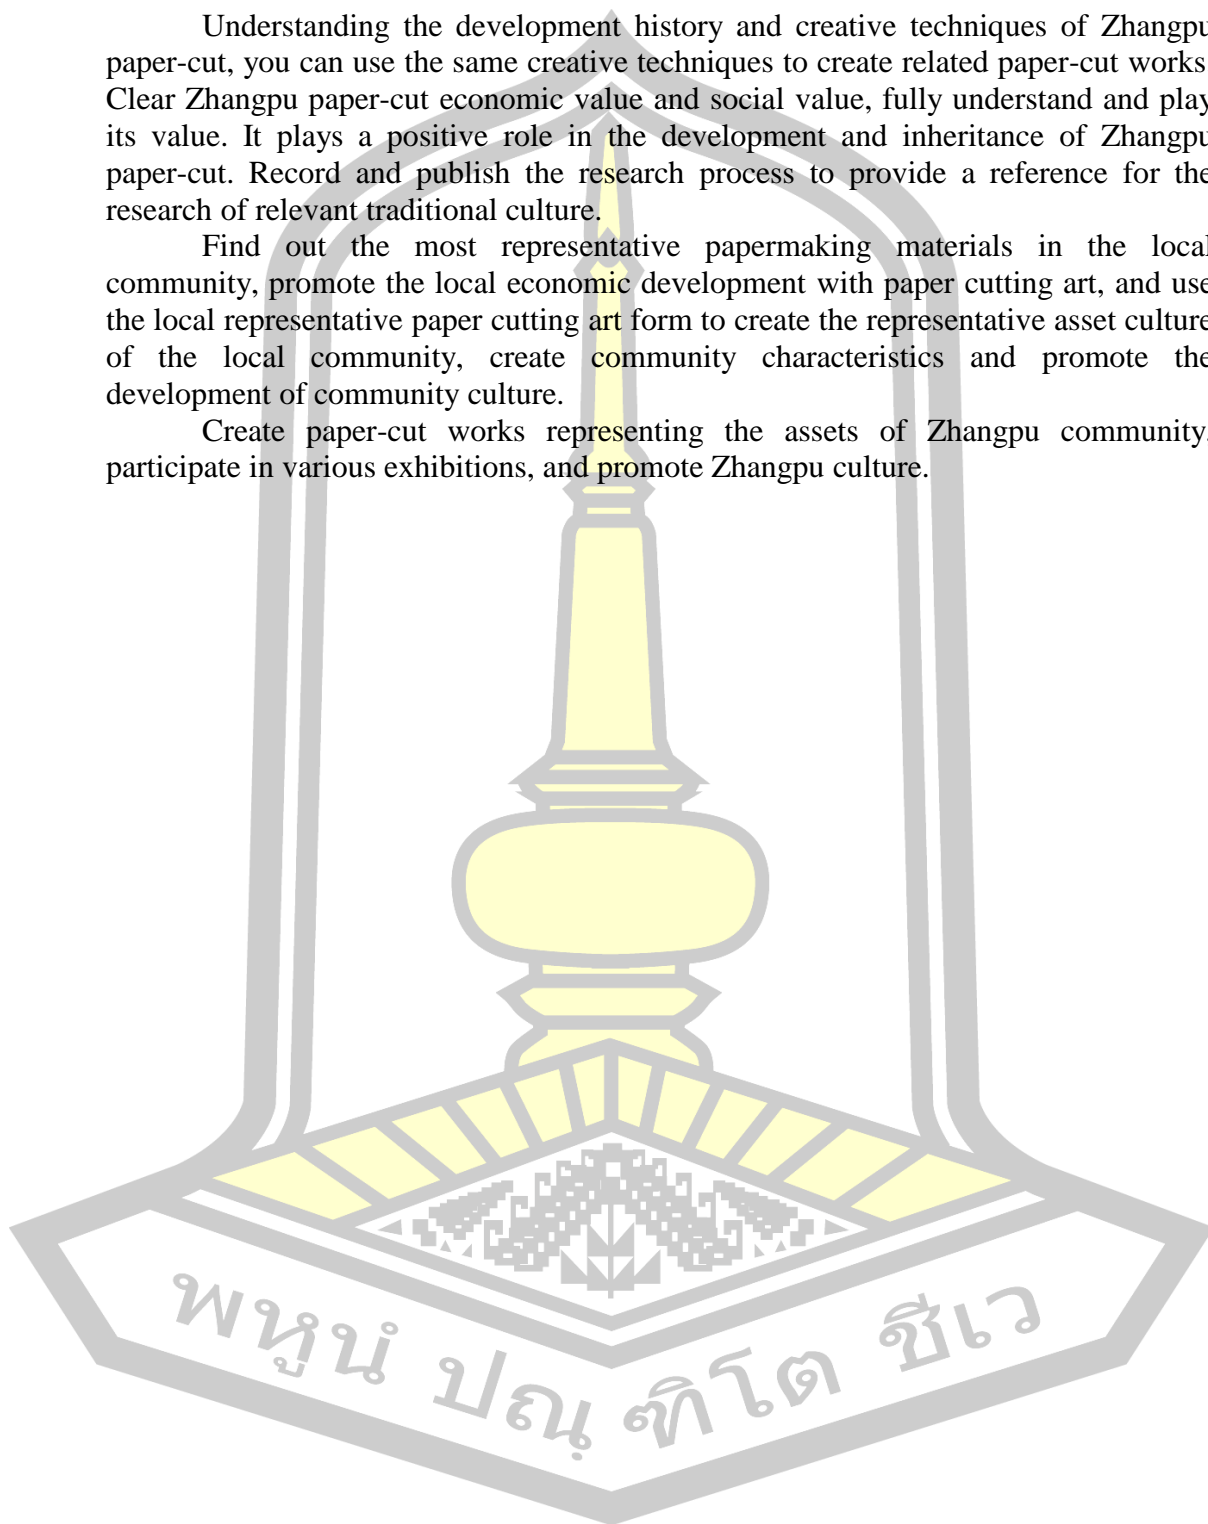 Understanding the development history and creative techniques of Zhangpu
paper-cut, you can use the same creative techniques to create related paper-cut works
Clear Zhangpu paper-cut economic value and social value, fully understand and play
its value. It plays a positive role in the development and inheritance of Zhangpu
paper-cut. Record and publish the research process to provide a reference for the
research of relevant traditional culture.
Find out the most representative papermaking materials in the local
community, promote the local economic development with paper cutting art, and use
the local representative paper cutting art form to create the representative asset culture
of the local community, create community characteristics and promote the
development of community culture.
Create paper-cut works representing the assets of Zhangpu community,
participate in various exhibitions, and promote Zhangpu culture.
พหูนํ ปณฺฑิโต ชีเว